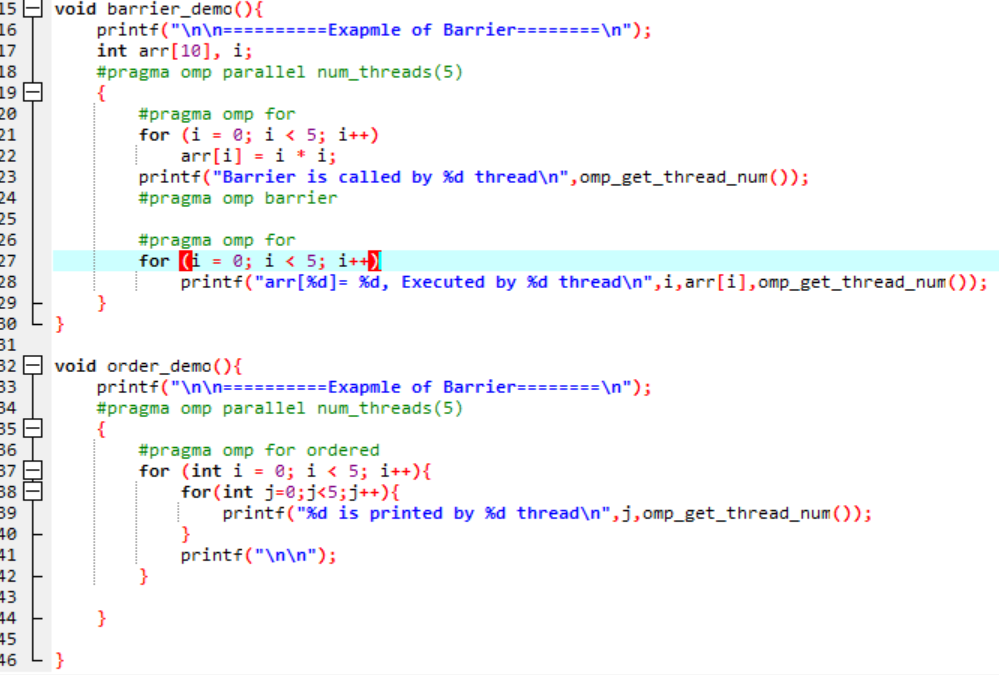 15 void barrier_demo(){
16 printf("\n\n==========Exapmle of Barrier========\n");
17 int arr[10], i;
18 #pragma omp parallel num_threads(5)
19 {
20 #pragma omp for
21 for (i = 0; i < 5; i++)
22 arr[i] = i * i;
23 printf("Barrier is called by %d thread\n",omp_get_thread_num());
24 #pragma omp barrier
25
26 #pragma omp for
27 for (i = 0; i < 5; i++)
28 printf("arr[%d]= %d, Executed by %d thread\n",i,arr[i],omp_get_thread_num());
29 }
30 }
31
32 void order_demo(){
33 printf("\n\n==========Exapmle of Barrier========\n");
34 #pragma omp parallel num_threads(5)
35 {
36 #pragma omp for ordered
37 for (int i = 0; i < 5; i++){
38 for(int j=0;j<5;j++){
39 printf("%d is printed by %d thread\n",j,omp_get_thread_num());
40 }
41 printf("\n\n");
42 }
43
44 }
45
46 }